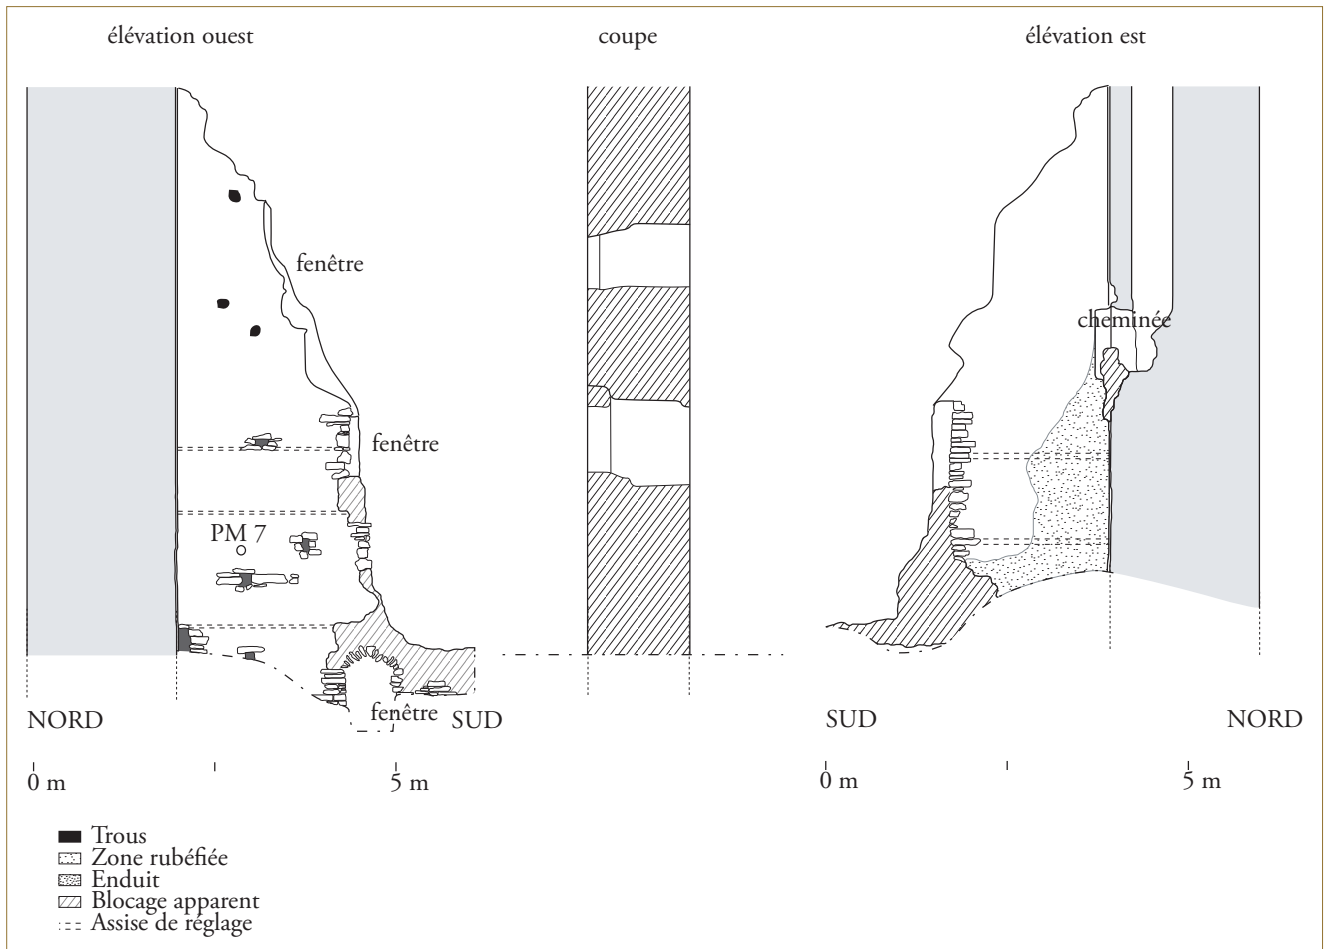 élévation ouest
coupe
élévation est
fenêtre
cheminée
fenêtre
PM 7
fenêtre
NORD
SUD
SUD
NORD
0 m
5 m
0 m
5 m
Trous
Zone rubéfiée
Enduit
Blocage apparent
Assise de réglage